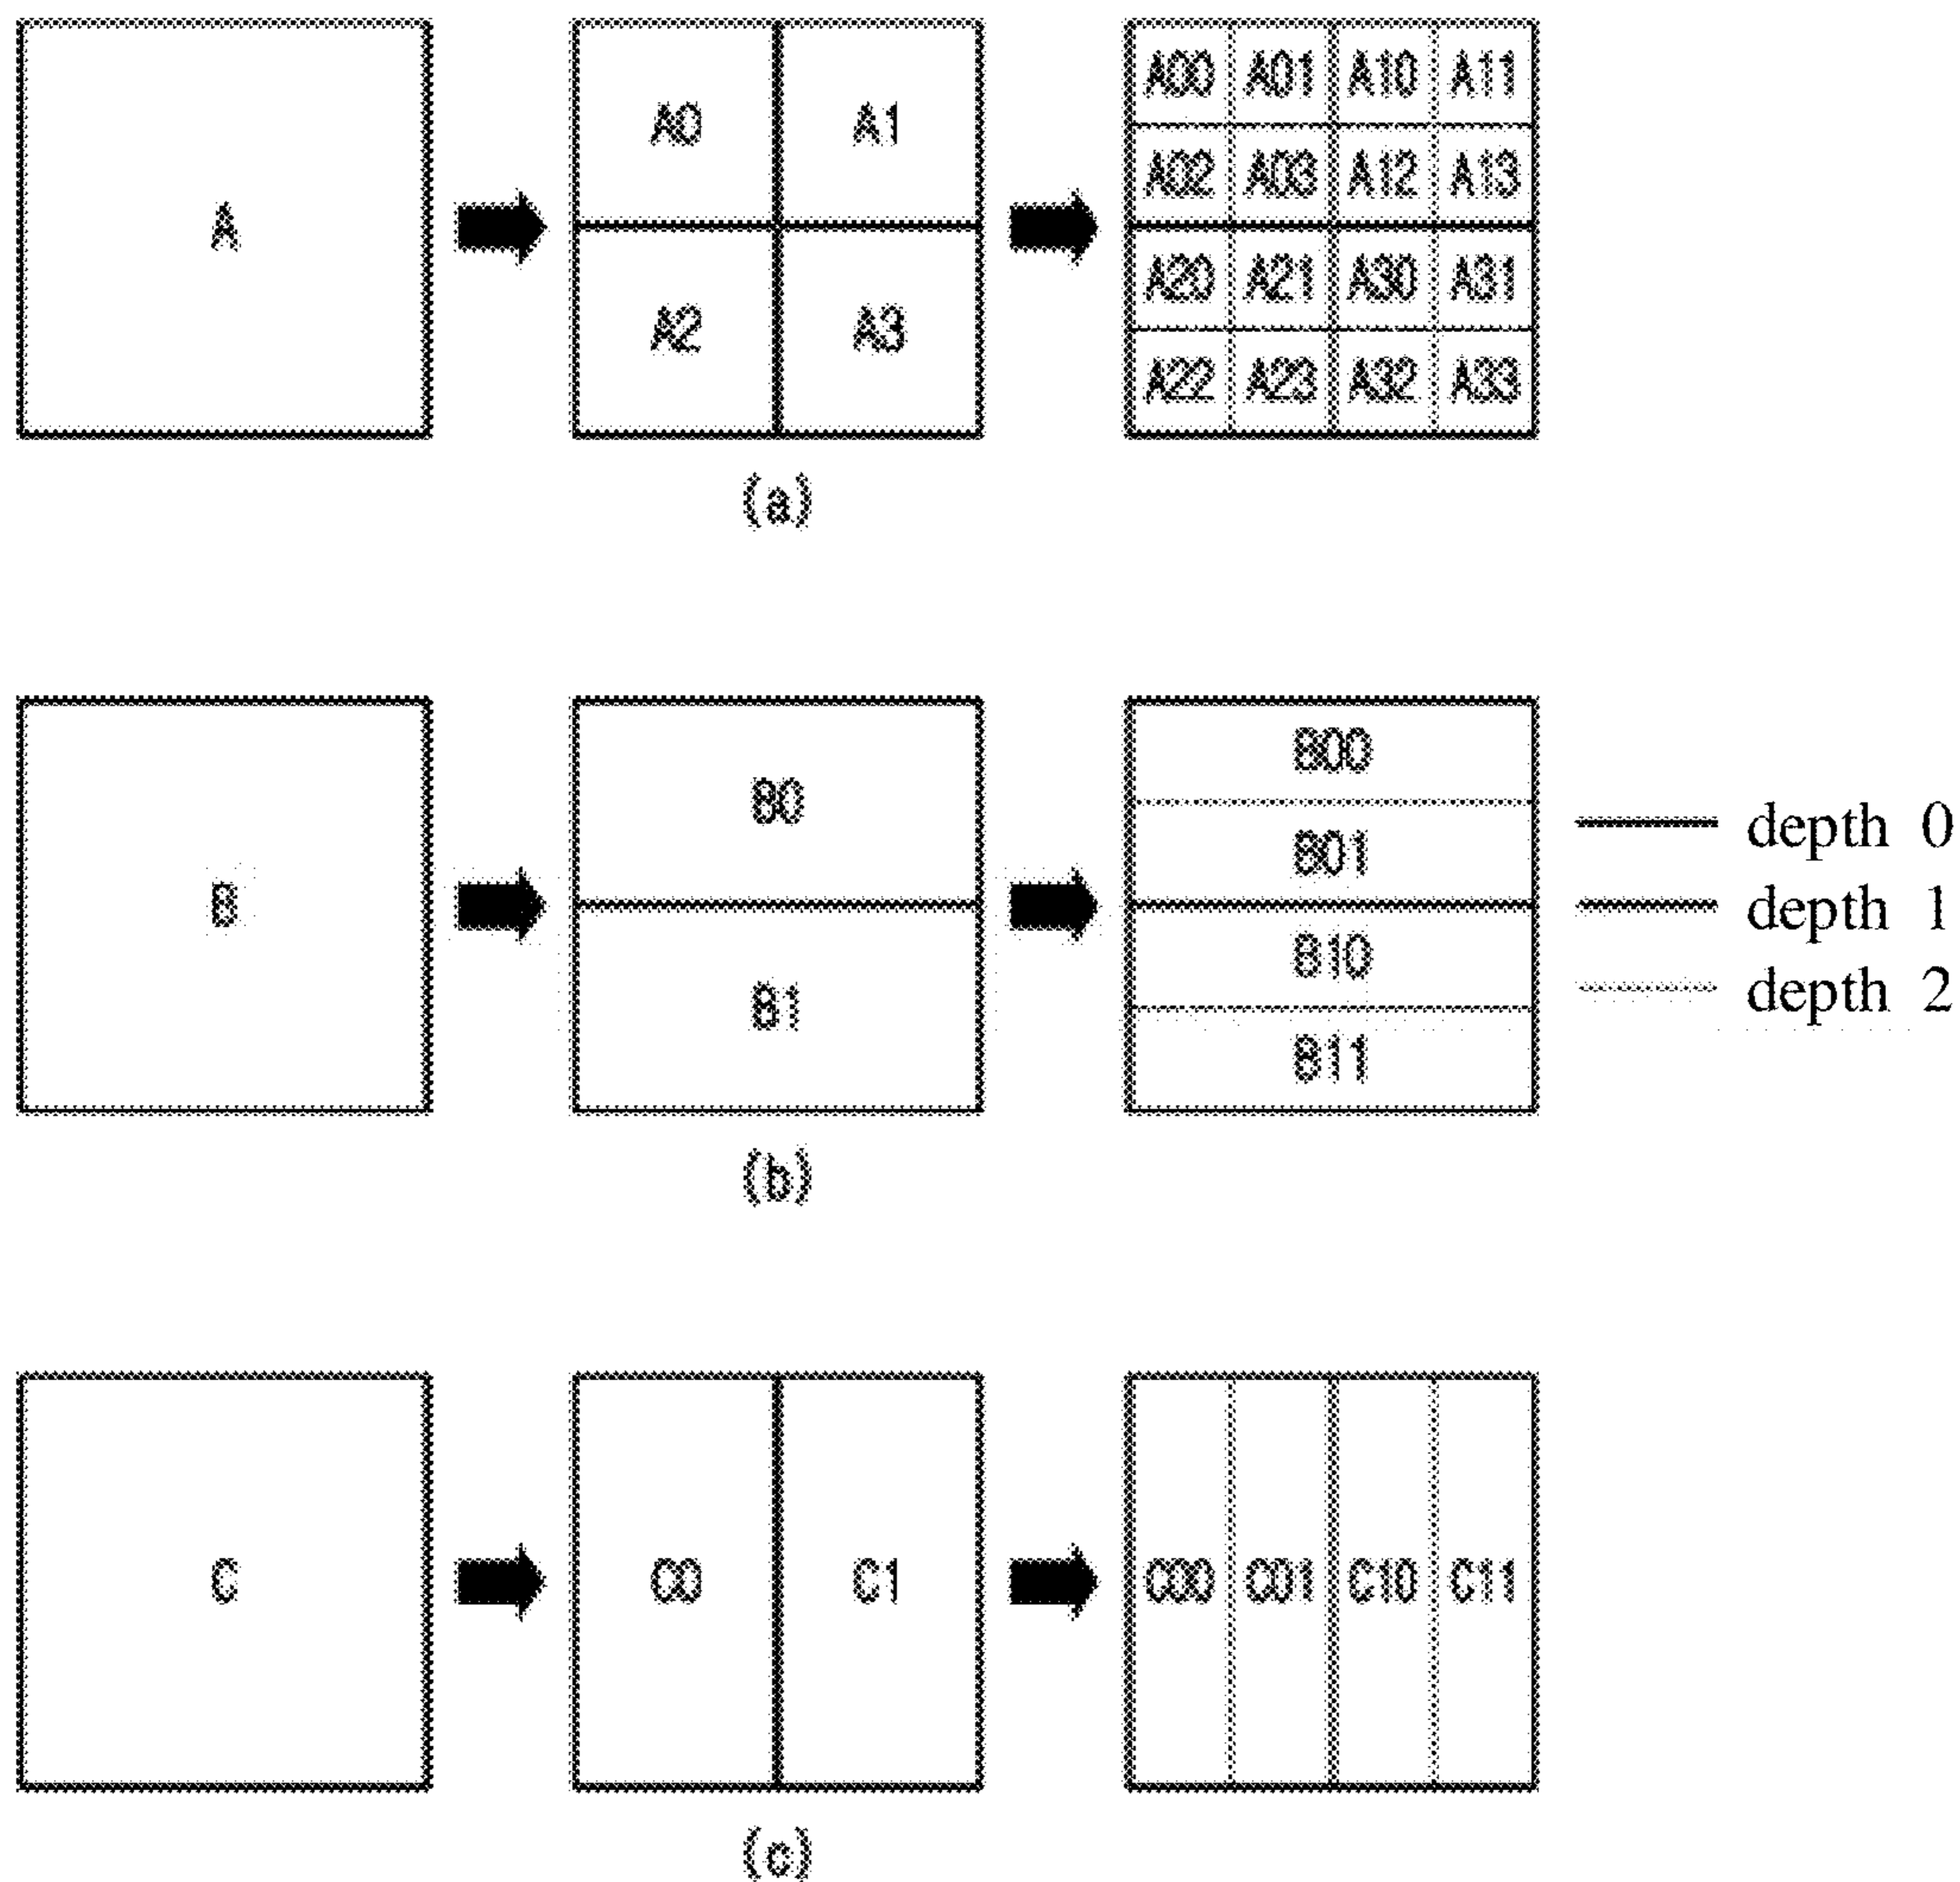 A
A0 A1
A2 A3
A00 A01 A10 A11
A02 A03 A12 A13
A20 A21 A30 A31
A22 A23 A32 A33
(a)
B
B0
B1
B00
B01
B10
B11
depth 0
depth 1
depth 2
(b)
C
C0 C1
C00 C01 C10 C11
(c)